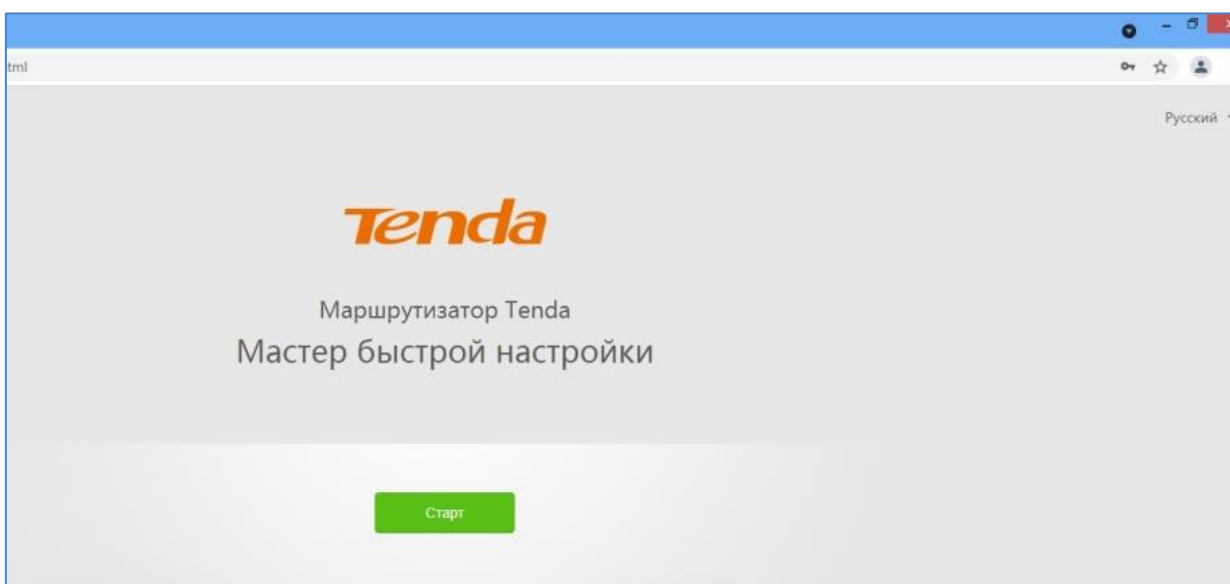 tml
Русский
Tenda
Маршрутизатор Tenda
Мастер быстрой настройки
Старт